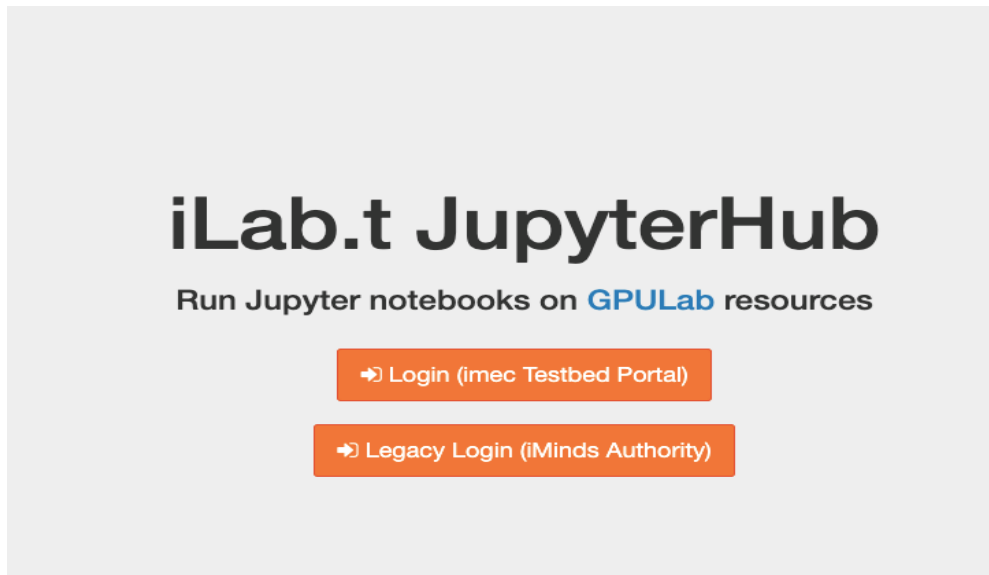 iLab.t JupyterHub
Run Jupyter notebooks on GPULab resources
Login (imec Testbed Portal)
Legacy Login (iMinds Authority)